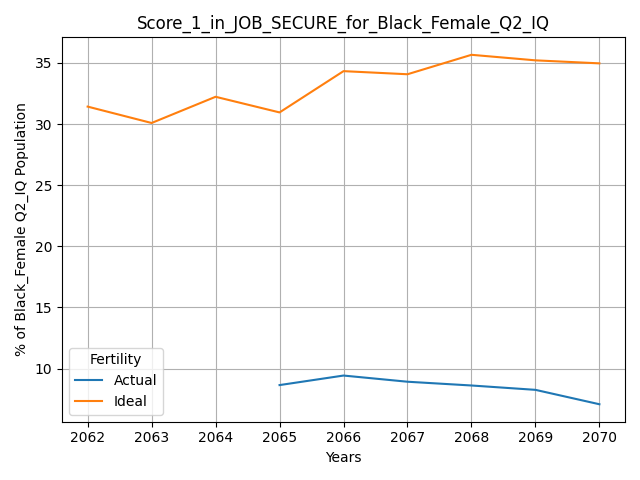 Score_1_in_JOB_SECURE_for_Black_Female_Q2_IQ
% of Black_Female Q2_IQ Population
35
30
25
20
15
10
Fertility
Actual
Ideal
2062 2063 2064 2065 2066 2067 2068 2069 2070
Years